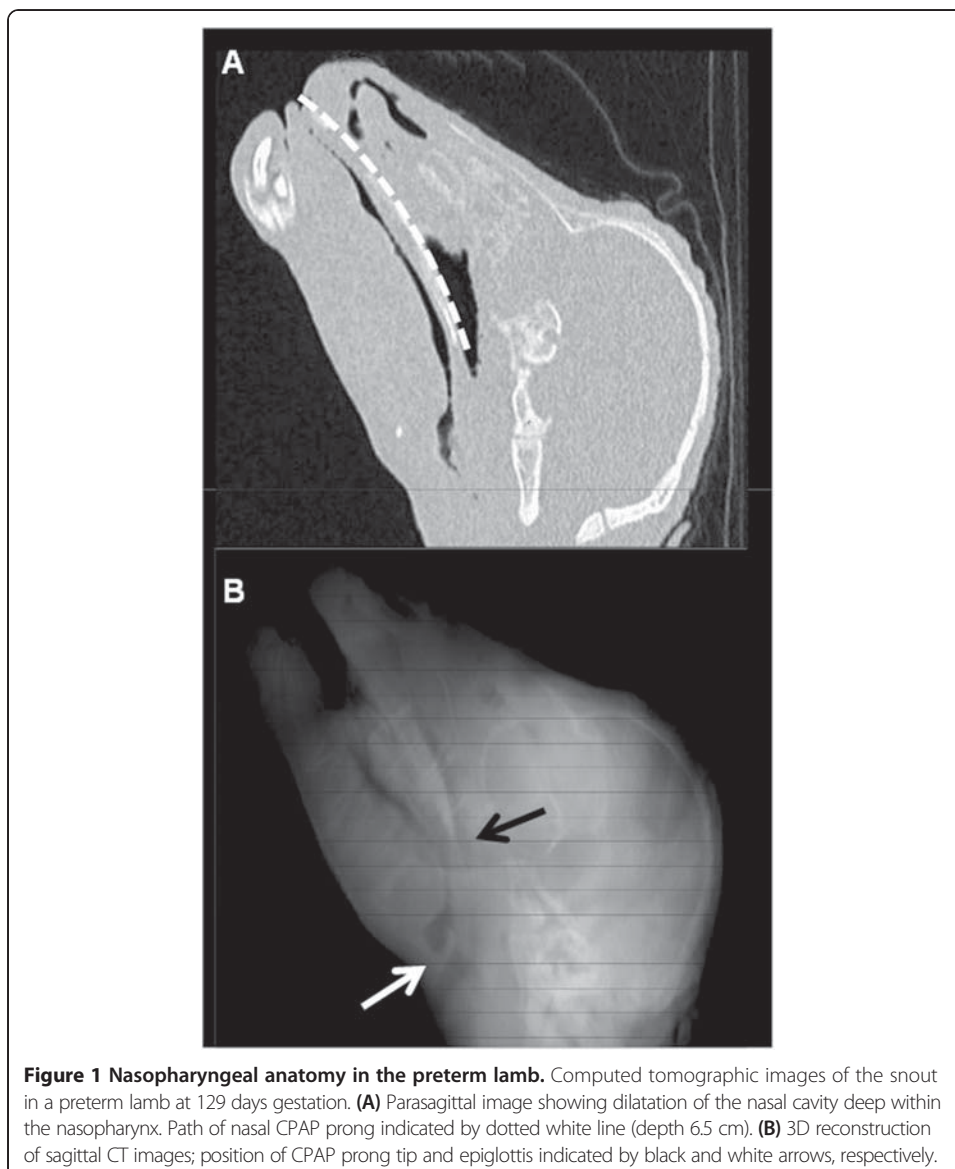 A
B
Figure 1 Nasopharyngeal anatomy in the preterm lamb. Computed tomographic images of the snout
in a preterm lamb at 129 days gestation. (A) Parasagittal image showing dilatation of the nasal cavity deep within
the nasopharynx. Path of nasal CPAP prong indicated by dotted white line (depth 6.5 cm). (B) 3D reconstruction
of sagittal CT images; position of CPAP prong tip and epiglottis indicated by black and white arrows, respectively.